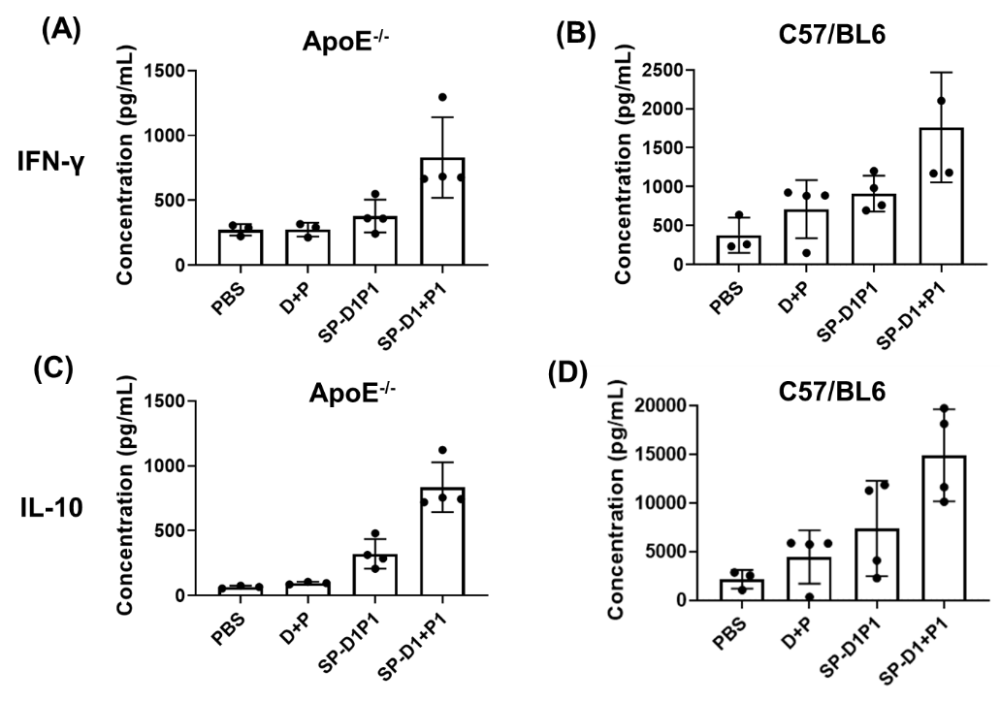 (A)
ApoE-/-
IFN-γ
Concentration (pg/mL)
1500
1000
500
0
PBS
D+P
SP-D1P1
SP-D1+P1
(B)
C57/BL6
Concentration (pg/mL)
2500
2000
1500
1000
500
0
PBS
D+P
SP-D1P1
SP-D1+P1
(C)
ApoE-/-
IL-10
Concentration (pg/mL)
1500
1000
500
0
PBS
D+P
SP-D1P1
SP-D1+P1
(D)
C57/BL6
Concentration (pg/mL)
20000
15000
10000
5000
0
PBS
D+P
SP-D1P1
SP-D1+P1